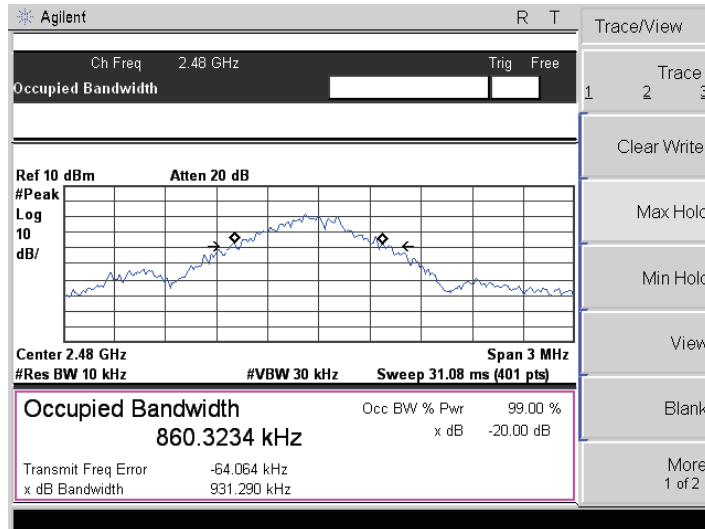 Agilent R T
Ch Freq 2.48 GHz Trig Free
Occupied Bandwidth
Ref 10 dBm Atten 20 dB
#Peak
Log
10
dB/
Center 2.48 GHz Span 3 MHz
#Res BW 10 kHz #VBW 30 kHz Sweep 31.08 ms (401 pts)
Occupied Bandwidth
860.3234 kHz
Occ BW % Pwr 99.00 %
x dB -20.00 dB
Transmit Freq Error -64.064 kHz
x dB Bandwidth 931.290 kHz
Trace/View
Trace
1 2 3
Clear Write
Max Hold
Min Hold
View
Blank
More
1 of 2